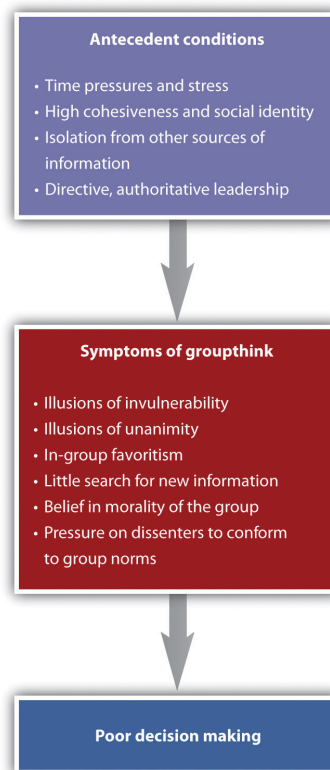 Antecedent conditions
• Time pressures and stress
• High cohesiveness and social identity
• Isolation from other sources of
information
• Directive, authoritative leadership
Symptoms of groupthink
• Illusions of invulnerability
• Illusions of unanimity
• In-group favoritism
• Little search for new information
• Belief in morality of the group
• Pressure on dissenters to conform
to group norms
Poor decision making